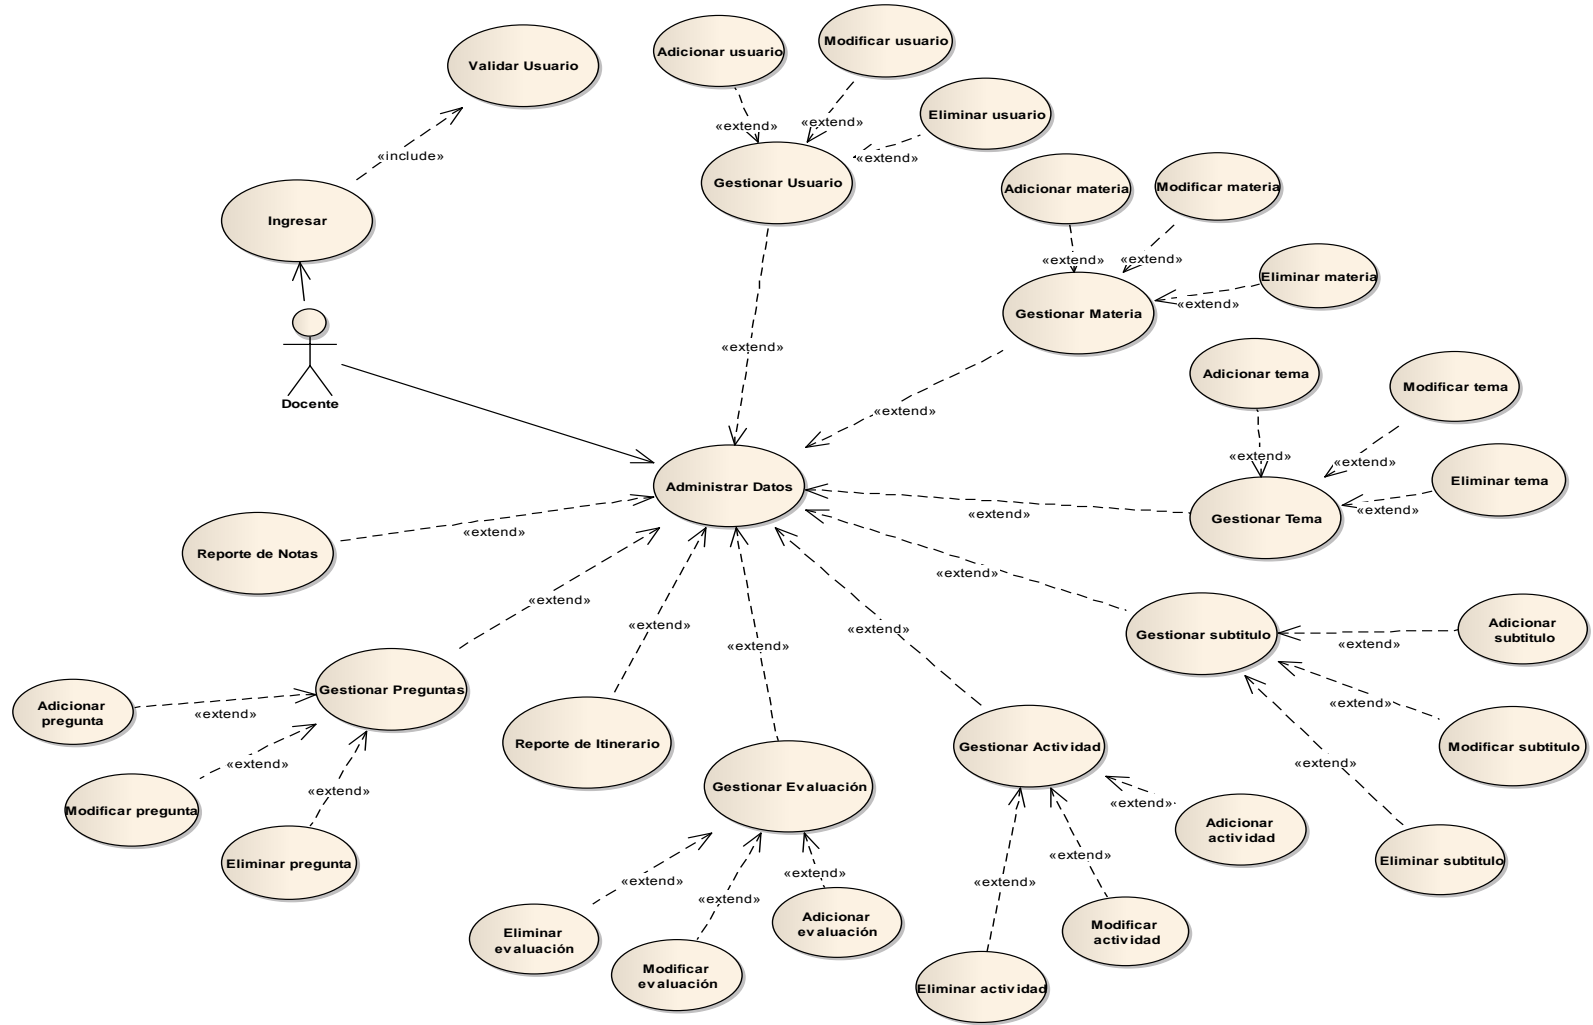 Validar Usuario
Adicionar usuario
Modificar usuario
Eliminar usuario
«extend»
«extend»
«extend»
«include»
Gestionar Usuario
Ingresar
Adicionar materia
Modificar materia
Eliminar materia
«extend»
«extend»
«extend»
Gestionar Materia
Docente
«extend»
«extend»
Adicionar tema
Modificar tema
Eliminar tema
«extend»
«extend»
«extend»
Gestionar Tema
Administrar Datos
«extend»
Reporte de Notas
«extend»
«extend»
«extend»
«extend»
«extend»
«extend»
Gestionar subtitulo
Adicionar
subtitulo
«extend»
«extend»
Modificar subtitulo
«extend»
Eliminar subtitulo
Gestionar Preguntas
Adicionar
pregunta
«extend»
«extend»
Modificar pregunta
«extend»
Eliminar pregunta
Reporte de Itinerario
Gestionar Evaluación
«extend»
«extend»
«extend»
Eliminar
evaluación
Modificar
evaluación
Adicionar
evaluación
Gestionar Actividad
«extend»
Adicionar
actividad
«extend»
«extend»
Modificar
actividad
Eliminar actividad